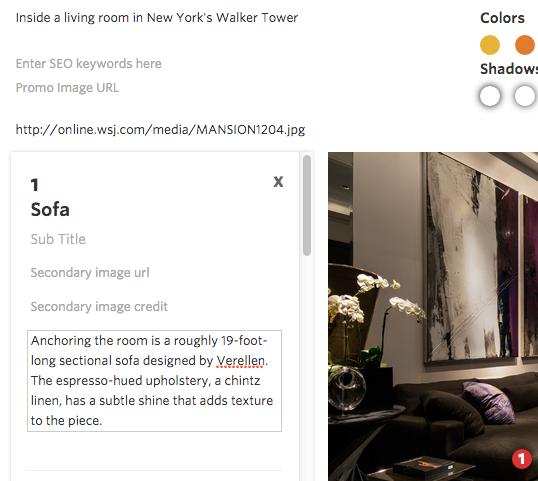 Inside a living room in New York's Walker Tower
Colors
Enter SEO keywords here
Promo Image URL
Shadows
http://online.wsj.com/media/MANSION1204.jpg
1
X
Sofa
Sub Title
Secondary image url
Secondary image credit
Anchoring the room is a roughly 19-foot-
long sectional sofa designed by Verellen.
The espresso-hued upholstery, a chintz
linen, has a subtle shine that adds texture
to the piece.
1